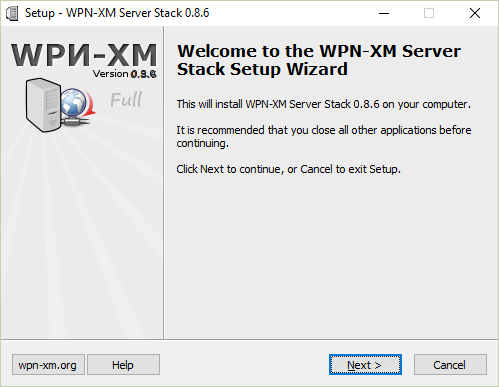 Setup - WPN-XM Server Stack 0.8.6
WPИ-XM
Version 0.8.6
Full
Welcome to the WPN-XM Server
Stack Setup Wizard
This will install WPN-XM Server Stack 0.8.6 on your computer.
It is recommended that you close all other applications before
continuing.
Click Next to continue, or Cancel to exit Setup.
wpn-xm.org
Help
Next >
Cancel